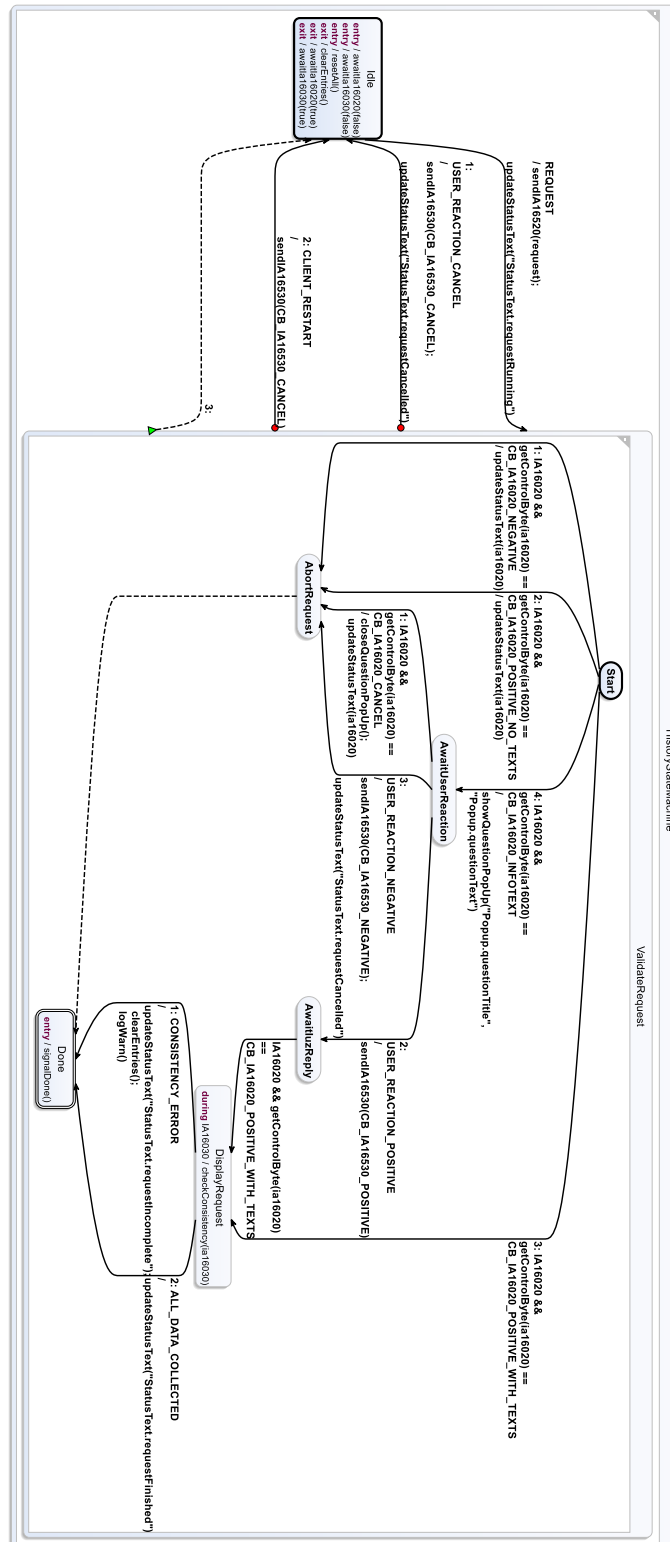 HistoryStateMachine
Idle
entry / awaitIa16020(false)
entry / awaitIa16030(false)
entry / resetAll()
exit / clearEntries()
exit / awaitIa16020(true)
exit / awaitIa16030(true)
REQUEST
/ sendIA16520(request);
updateStatusText("StatusText.requestRunning")
1:
USER_REACTION_CANCEL
/
sendIA16530(CB_IA16530_CANCEL);
updateStatusText("StatusText.requestCancelled")
2: CLIENT_RESTART
/
sendIA16530(CB_IA16530_CANCEL)
3:
ValidateRequest
Start
1: IA16020 &&
getControlByte(ia16020) ==
CB_IA16020_NEGATIVE
/ updateStatusText(ia16020)
2: IA16020 &&
getControlByte(ia16020) ==
CB_IA16020_POSITIVE_NO_TEXTS
/ updateStatusText(ia16020)
4: IA16020 &&
getControlByte(ia16020) ==
CB_IA16020_INFOTEXT
/
showQuestionPopUp("Popup.questionTitle",
"Popup.questionText")
3: IA16020 &&
getControlByte(ia16020) ==
CB_IA16020_POSITIVE_WITH_TEXTS
AwaitUserReaction
1: IA16020 &&
getControlByte(ia16020) ==
CB_IA16020_CANCEL
/ closeQuestionPopUp();
updateStatusText(ia16020)
3:
USER_REACTION_NEGATIVE
/
sendIA16530(CB_IA16530_NEGATIVE);
updateStatusText("StatusText.requestCancelled")
2:
USER_REACTION_POSITIVE
/
sendIA16530(CB_IA16530_POSITIVE)
AbortRequest
AwaitIuzReply
IA16020 && getControlByte(ia16020)
==
CB_IA16020_POSITIVE_WITH_TEXTS
DisplayRequest
during IA16030 / checkConsistency(ia16030)
1: CONSISTENCY_ERROR
/
updateStatusText("StatusText.requestIncomplete");
clearEntries();
logWarn()
2: ALL_DATA_COLLECTED
/
updateStatusText("StatusText.requestFinished")
Done
entry / signalDone()